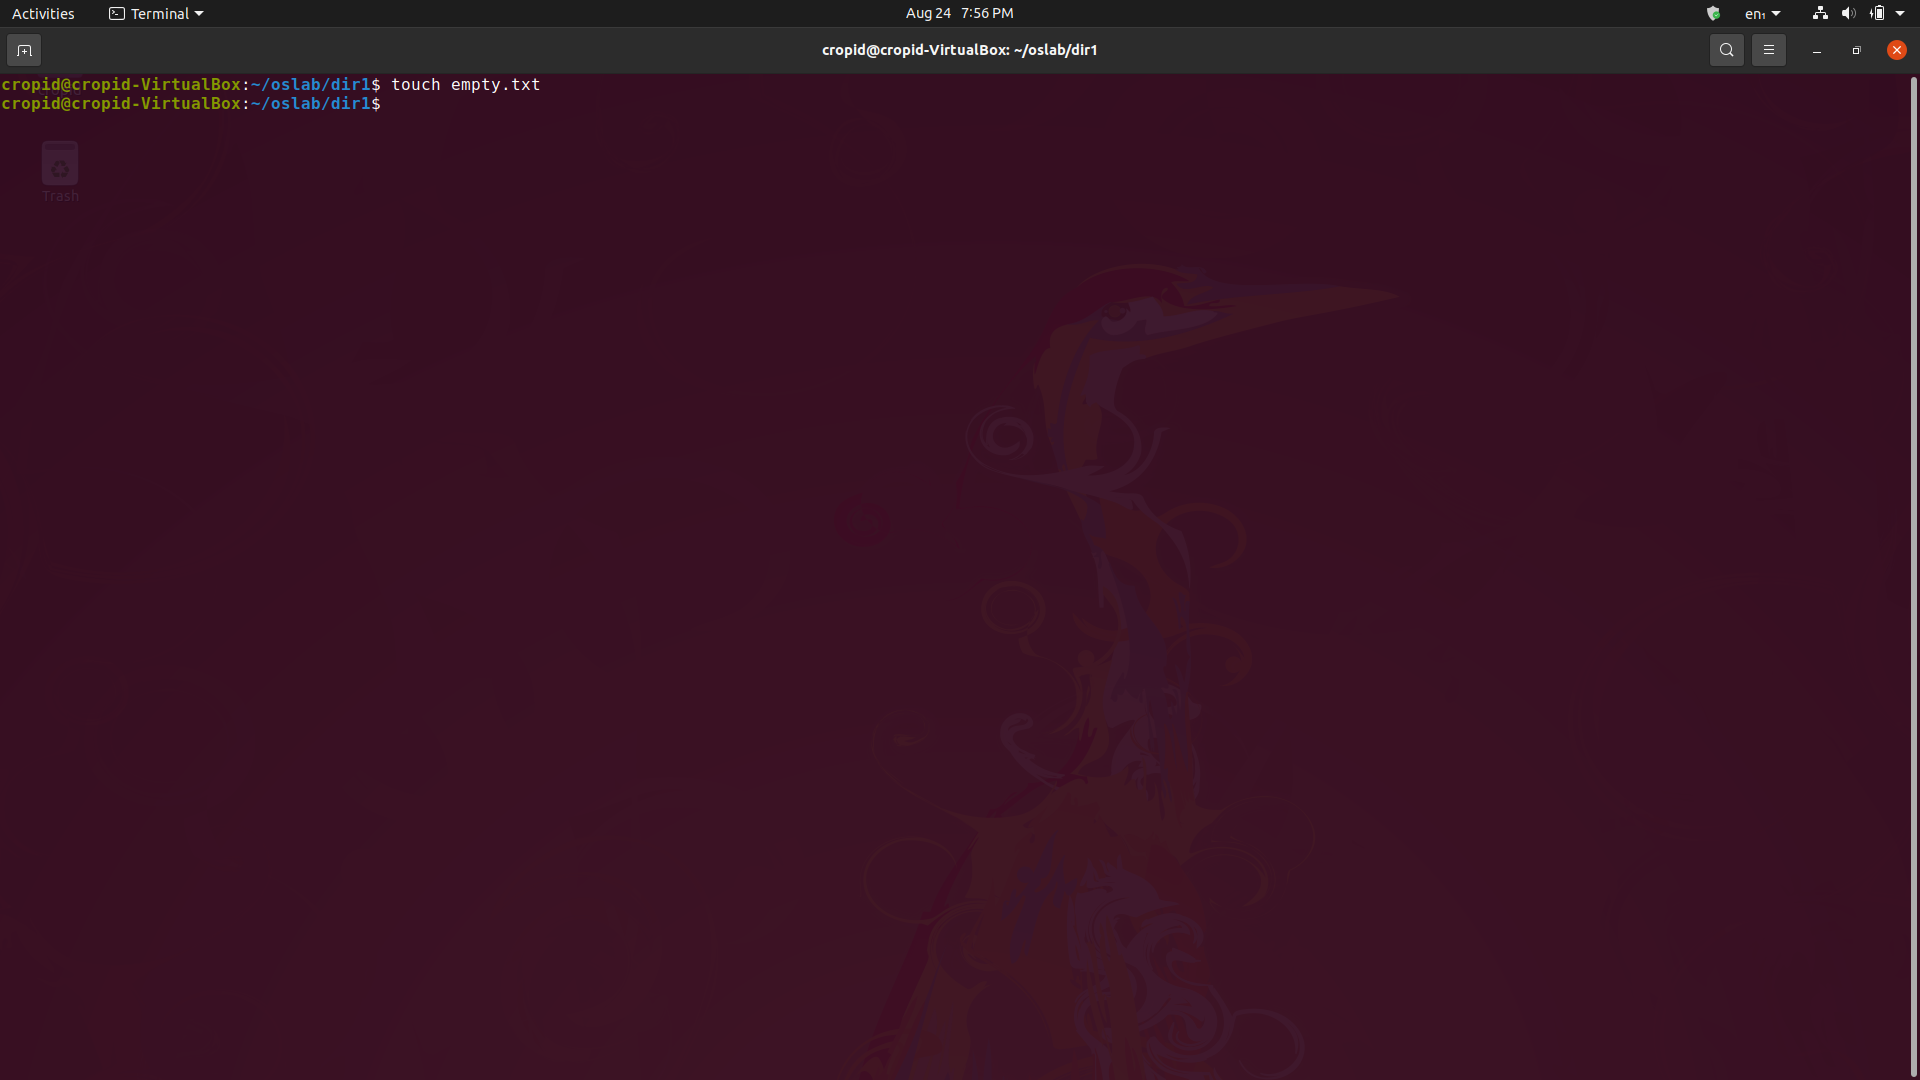 Activities
Terminal
Aug 24 7:56 PM
en₁
cropid@cropid-VirtualBox: ~/oslab/dir1
cropid@cropid-VirtualBox:~/oslab/dir1$ touch empty.txt
cropid@cropid-VirtualBox:~/oslab/dir1$
Trash